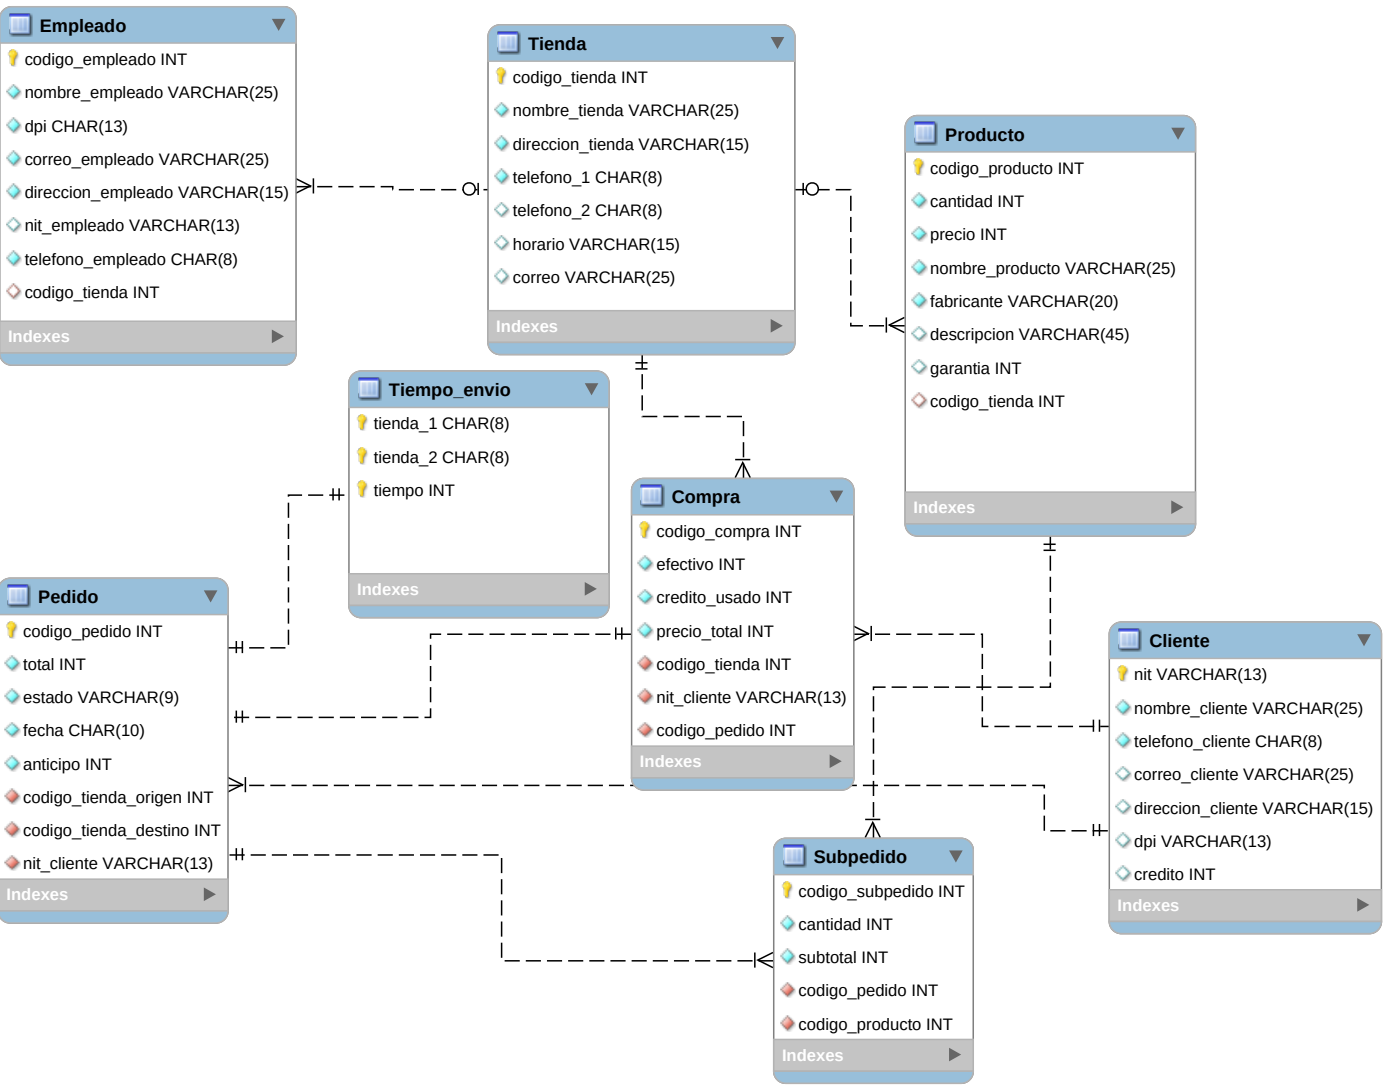 Empleado
codigo_empleado INT
nombre_empleado VARCHAR(25)
dpi CHAR(13)
correo_empleado VARCHAR(25)
direccion_empleado VARCHAR(15)
nit_empleado VARCHAR(13)
telefono_empleado CHAR(8)
codigo_tienda INT
Indexes
Tienda
codigo_tienda INT
nombre_tienda VARCHAR(25)
direccion_tienda VARCHAR(15)
telefono_1 CHAR(8)
telefono_2 CHAR(8)
horario VARCHAR(15)
correo VARCHAR(25)
Indexes
Producto
codigo_producto INT
cantidad INT
precio INT
nombre_producto VARCHAR(25)
fabricante VARCHAR(20)
descripcion VARCHAR(45)
garantia INT
codigo_tienda INT
Indexes
Tiempo_envio
tienda_1 CHAR(8)
tienda_2 CHAR(8)
tiempo INT
Indexes
Compra
codigo_compra INT
efectivo INT
credito_usado INT
precio_total INT
codigo_tienda INT
nit_cliente VARCHAR(13)
codigo_pedido INT
Indexes
Pedido
codigo_pedido INT
total INT
estado VARCHAR(9)
fecha CHAR(10)
anticipo INT
codigo_tienda_origen INT
codigo_tienda_destino INT
nit_cliente VARCHAR(13)
Indexes
Cliente
nit VARCHAR(13)
nombre_cliente VARCHAR(25)
telefono_cliente CHAR(8)
correo_cliente VARCHAR(25)
direccion_cliente VARCHAR(15)
dpi VARCHAR(13)
credito INT
Indexes
Subpedido
codigo_subpedido INT
cantidad INT
subtotal INT
codigo_pedido INT
codigo_producto INT
Indexes